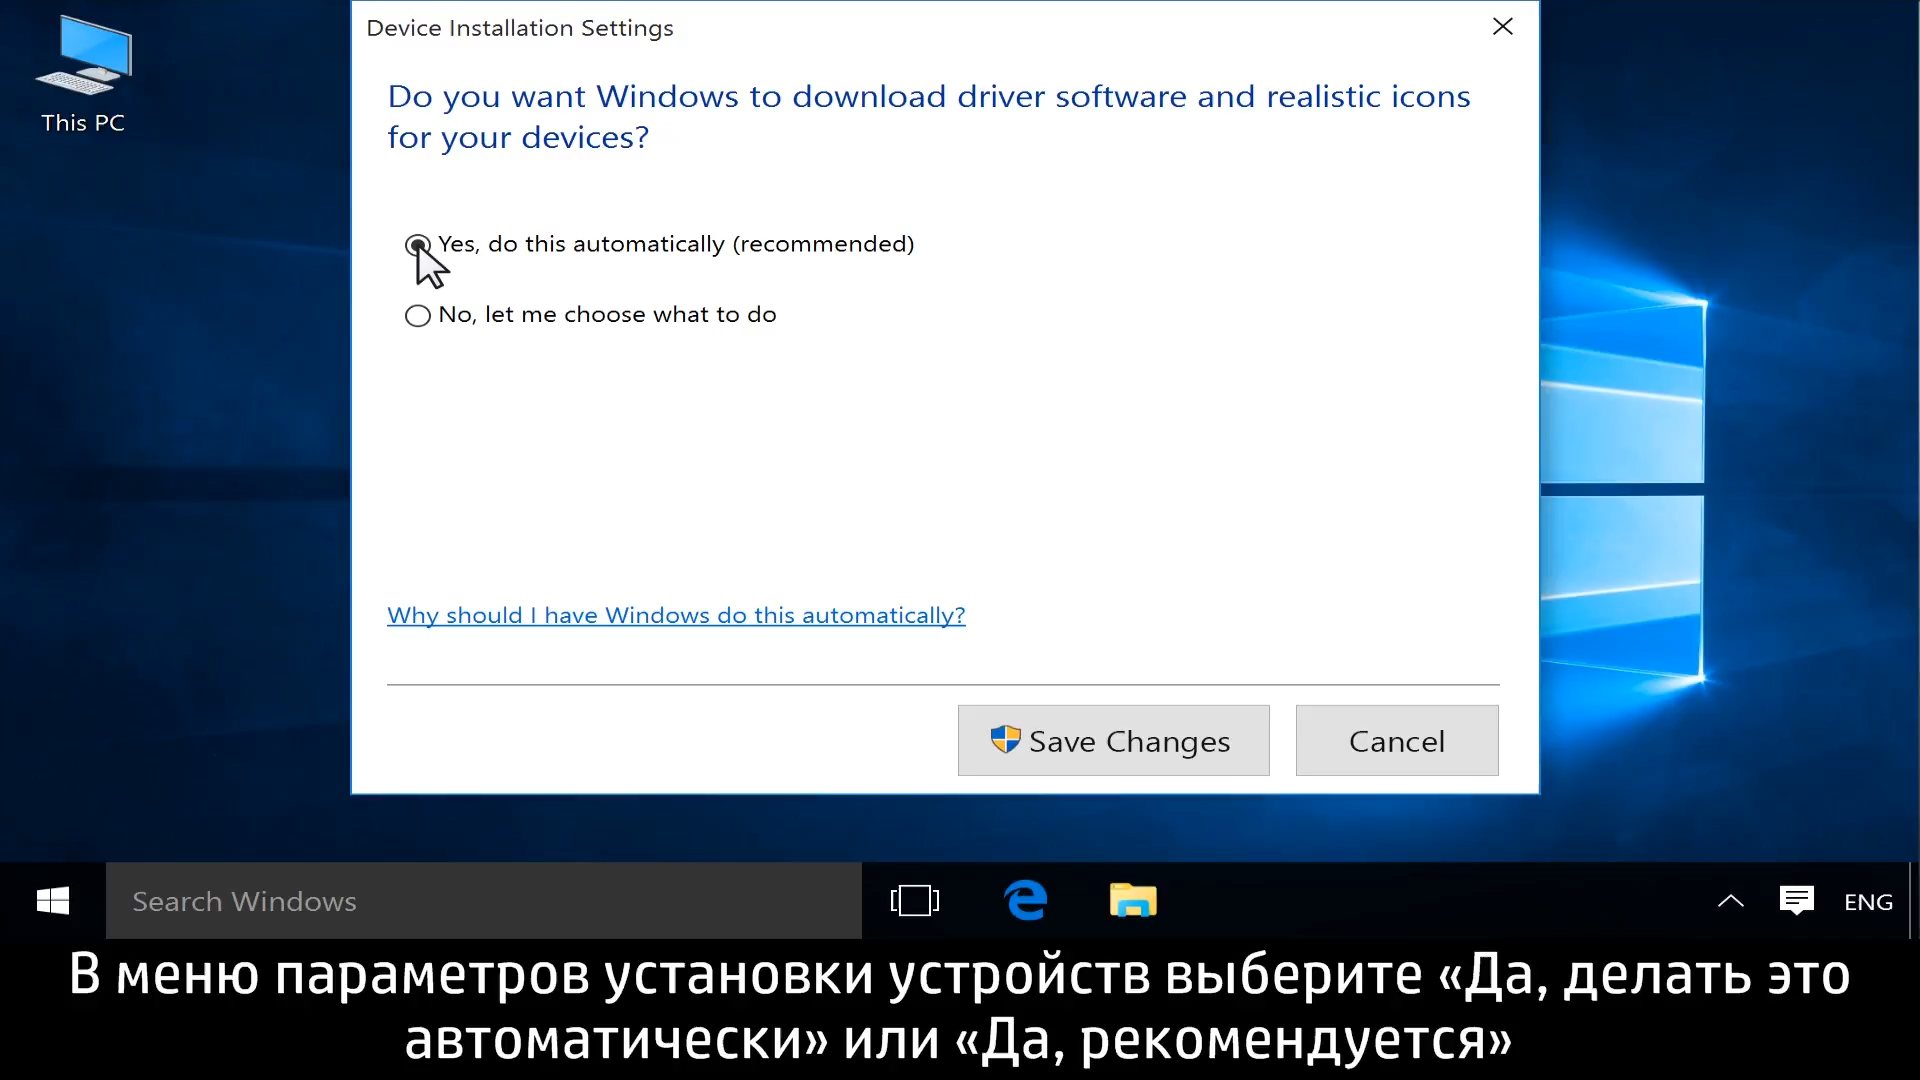 Device Installation Settings
This PC
Do you want Windows to download driver software and realistic icons
for your devices?
Yes, do this automatically (recommended)
No, let me choose what to do
Why should I have Windows do this automatically?
Save Changes
Cancel
Search Windows
ENG
В меню параметров установки устройств выберите «Да, делать это
автоматически» или «Да, рекомендуется»